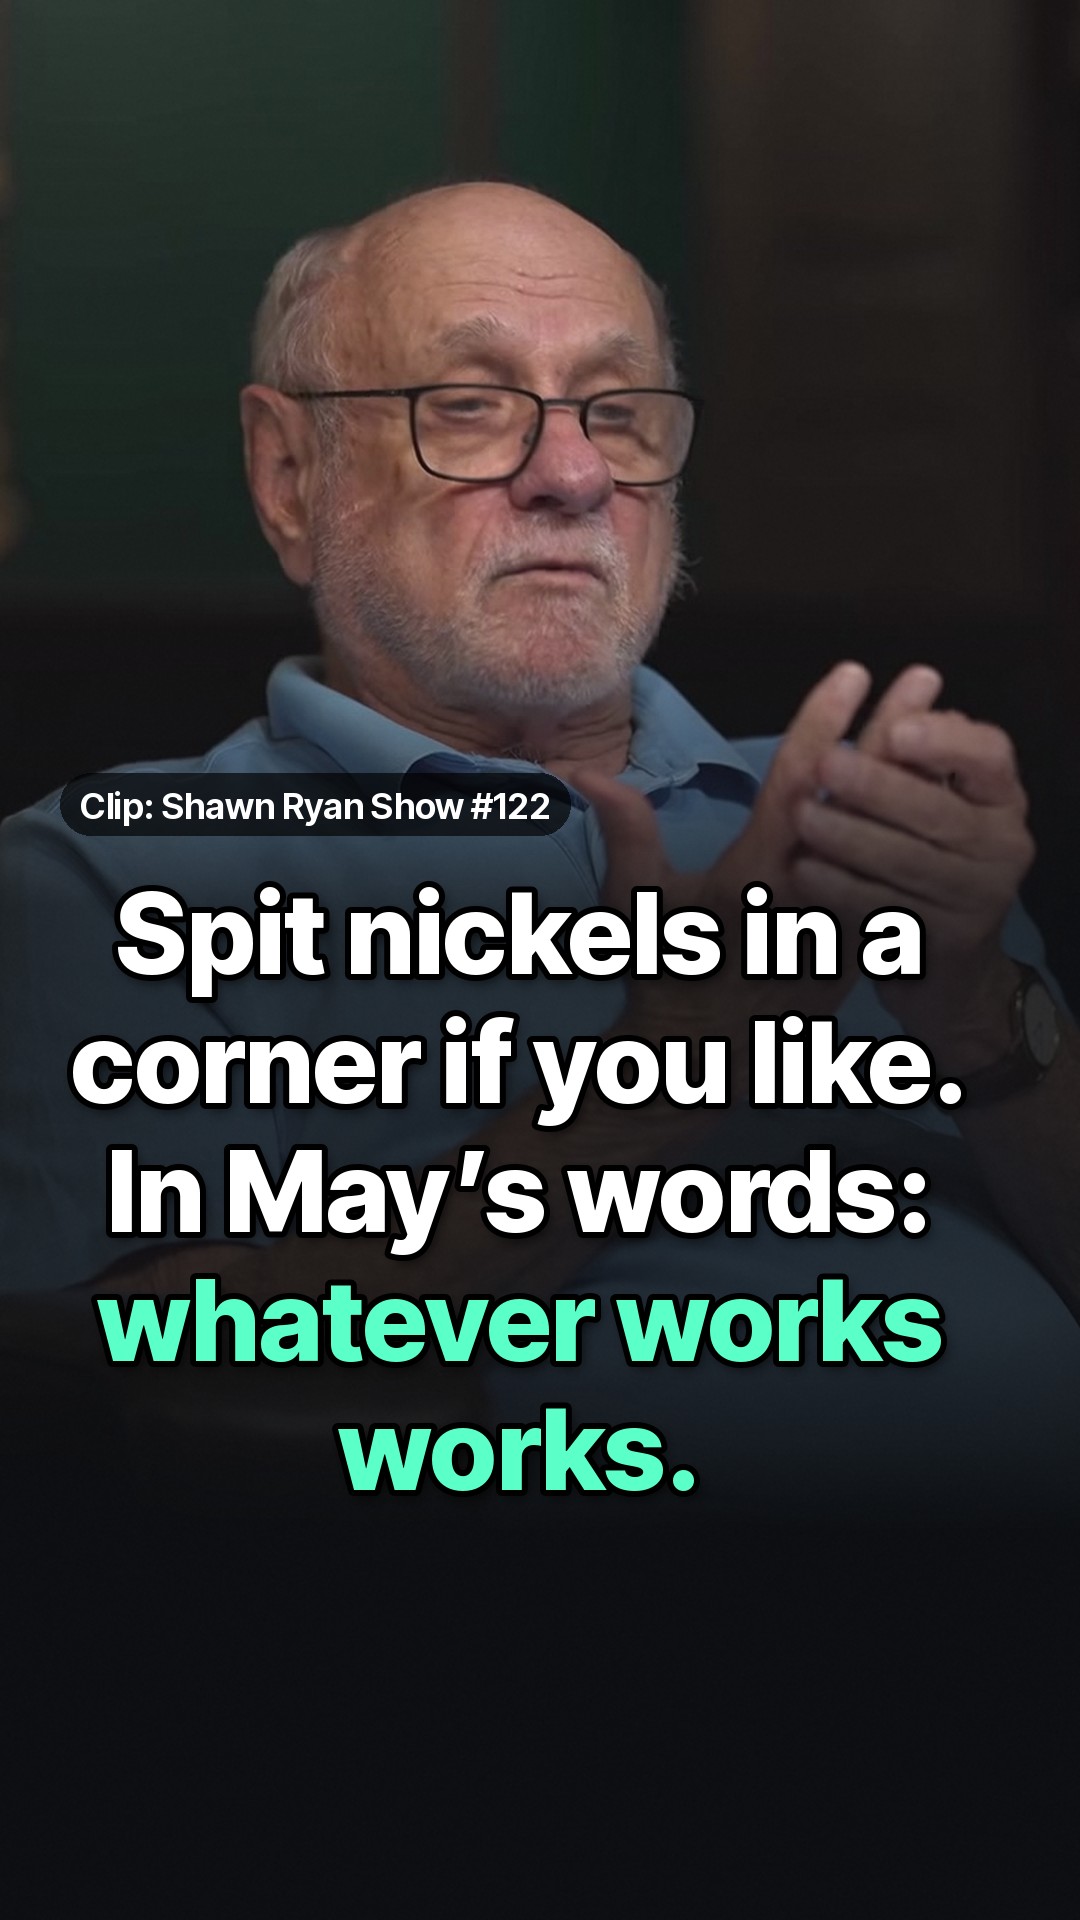 Clip: Shawn Ryan Show #122
Spit nickels in a
corner if you like.
In May’s words:
whatever works
works.